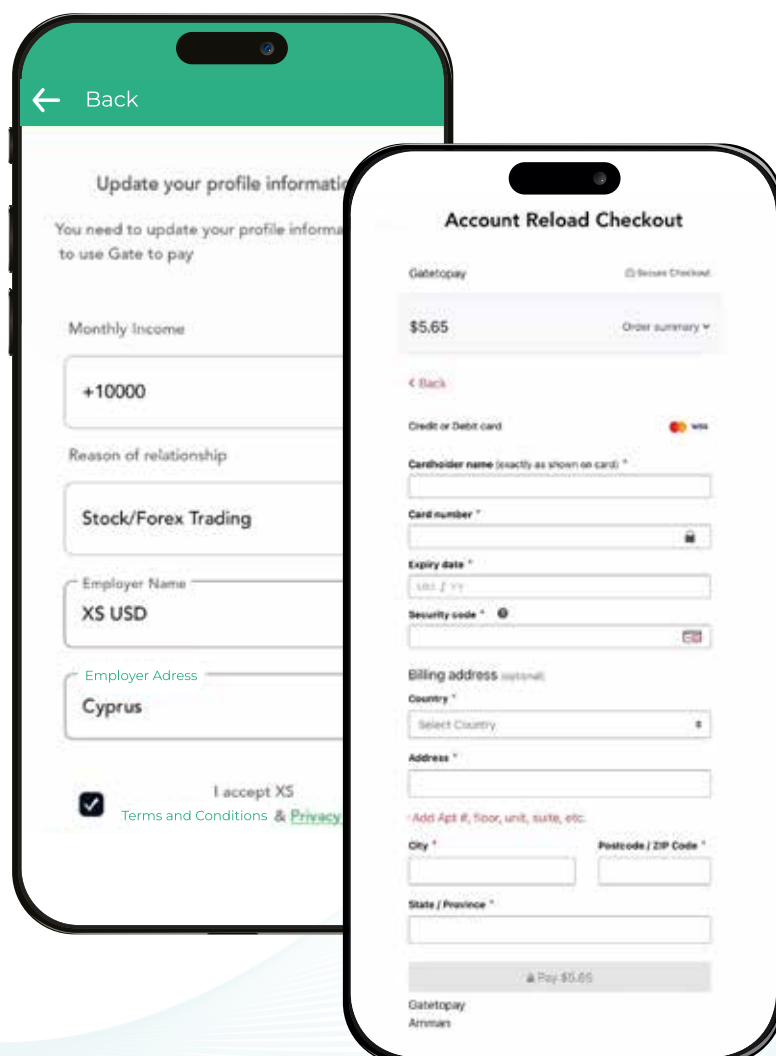 Back
Update your profile
You need to update your profile
to use Gate to pay
Monthly Income
+10000
Reason of relationship
Stock/Forex Trading
Employer Name
XS USD
Employer Adress
Cyprus
I accept XS
Terms and Conditions & Privacy
Account Reload Checkout
Gatetopay Secure Checkout
$5.65 Order summary
< Back
Credit or Debit card VISA
Cardholder name (exactly as shown on card) *
Card number *
Expiry date *
MM / YY
Security code *
Billing address (optional)
Country *
Select Country
Address *
+Add Apt #, floor, unit, suite, etc.
City * Postcode / ZIP Code *
State / Province *
Pay $5.65
Gatetopay
Amman